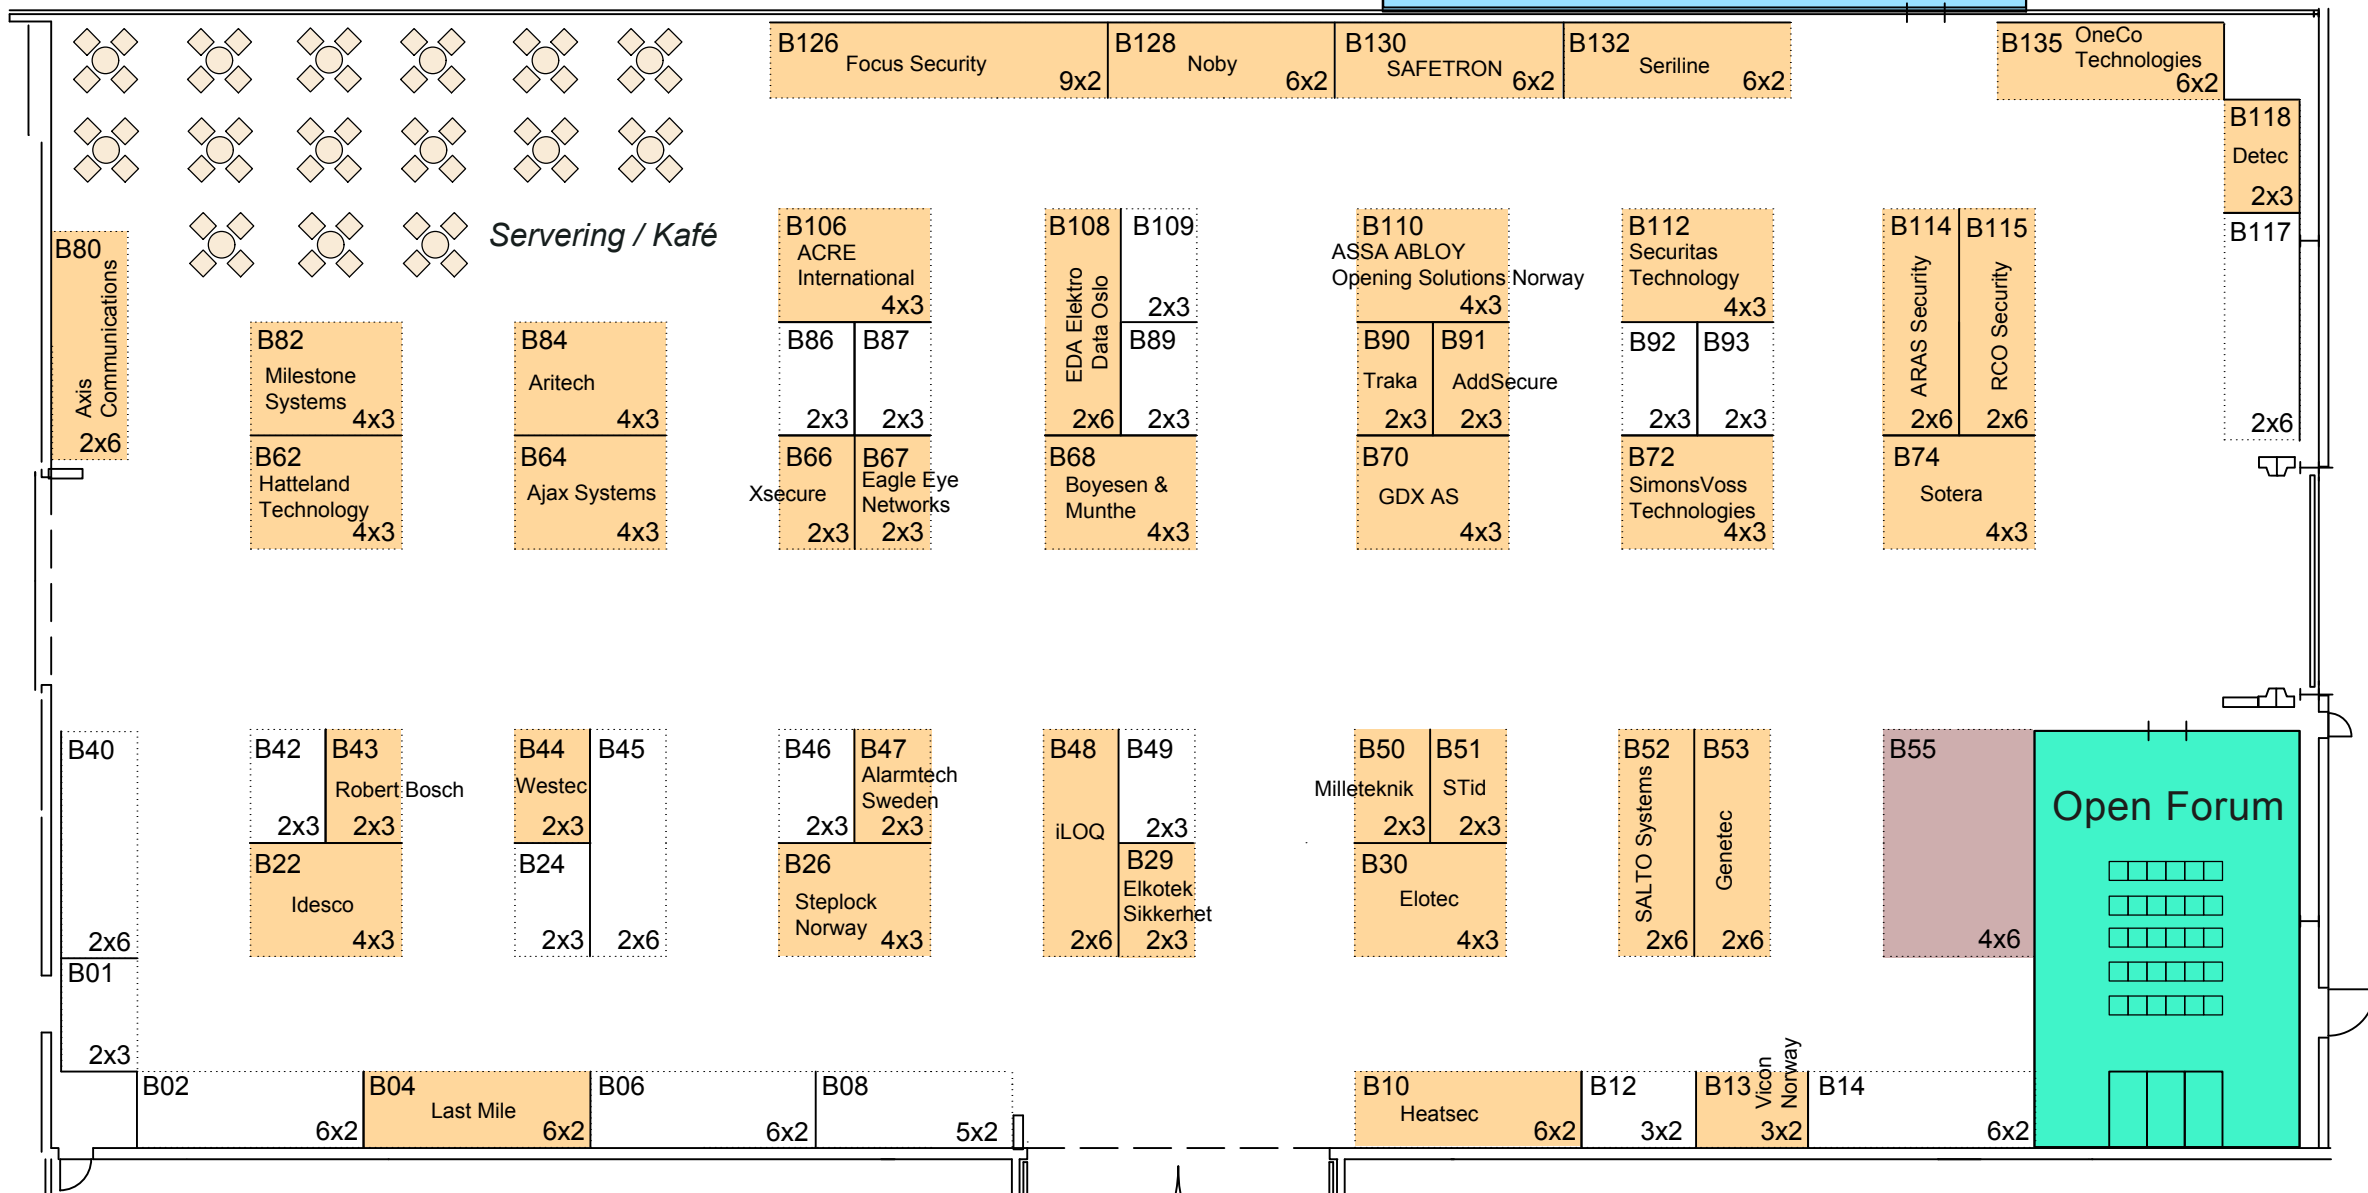 B126
Focus Security
9x2
B128
Noby
6x2
B130
SAFETRON
6x2
B132
Seriline
6x2
B135
OneCo
Technologies
6x2
B118
Detec
2x3
B117
2x6
Servering / Kafé
B80
Axis
Communications
2x6
B106
ACRE
International
4x3
B108
EDA Elektro
Data Oslo
2x6
B109
2x3
B110
ASSA ABLOY
Opening Solutions Norway
4x3
B112
Securitas
Technology
4x3
B114
ARAS Security
2x6
B115
RCO Security
2x6
B82
Milestone
Systems
4x3
B84
Aritech
4x3
B86
2x3
B87
2x3
B89
2x3
B90
Traka
2x3
B91
AddSecure
2x3
B92
2x3
B93
2x3
B62
Hatteland
Technology
4x3
B64
Ajax Systems
4x3
B66
Xsecure
2x3
B67
Eagle Eye
Networks
2x3
B68
Boyesen &
Munthe
4x3
B70
GDX AS
4x3
B72
SimonsVoss
Technologies
4x3
B74
Sotera
4x3
B40
2x6
B42
2x3
B43
Robert Bosch
2x3
B44
Westec
2x3
B45
2x6
B46
2x3
B47
Alarmtech
Sweden
2x3
B48
iLOQ
2x6
B49
2x3
B50
Milleteknik
2x3
B51
STid
2x3
B52
SALTO Systems
2x6
B53
Genetec
2x6
B55
4x6
Open Forum
B22
Idesco
4x3
B24
2x3
B26
Steplock
Norway
4x3
B29
Elkotek
Sikkerhet
2x3
B30
Elotec
4x3
B01
2x3
B02
6x2
B04
Last Mile
6x2
B06
6x2
B08
5x2
B10
Heatsec
6x2
B12
3x2
B13
Vicon
Norway
3x2
B14
6x2